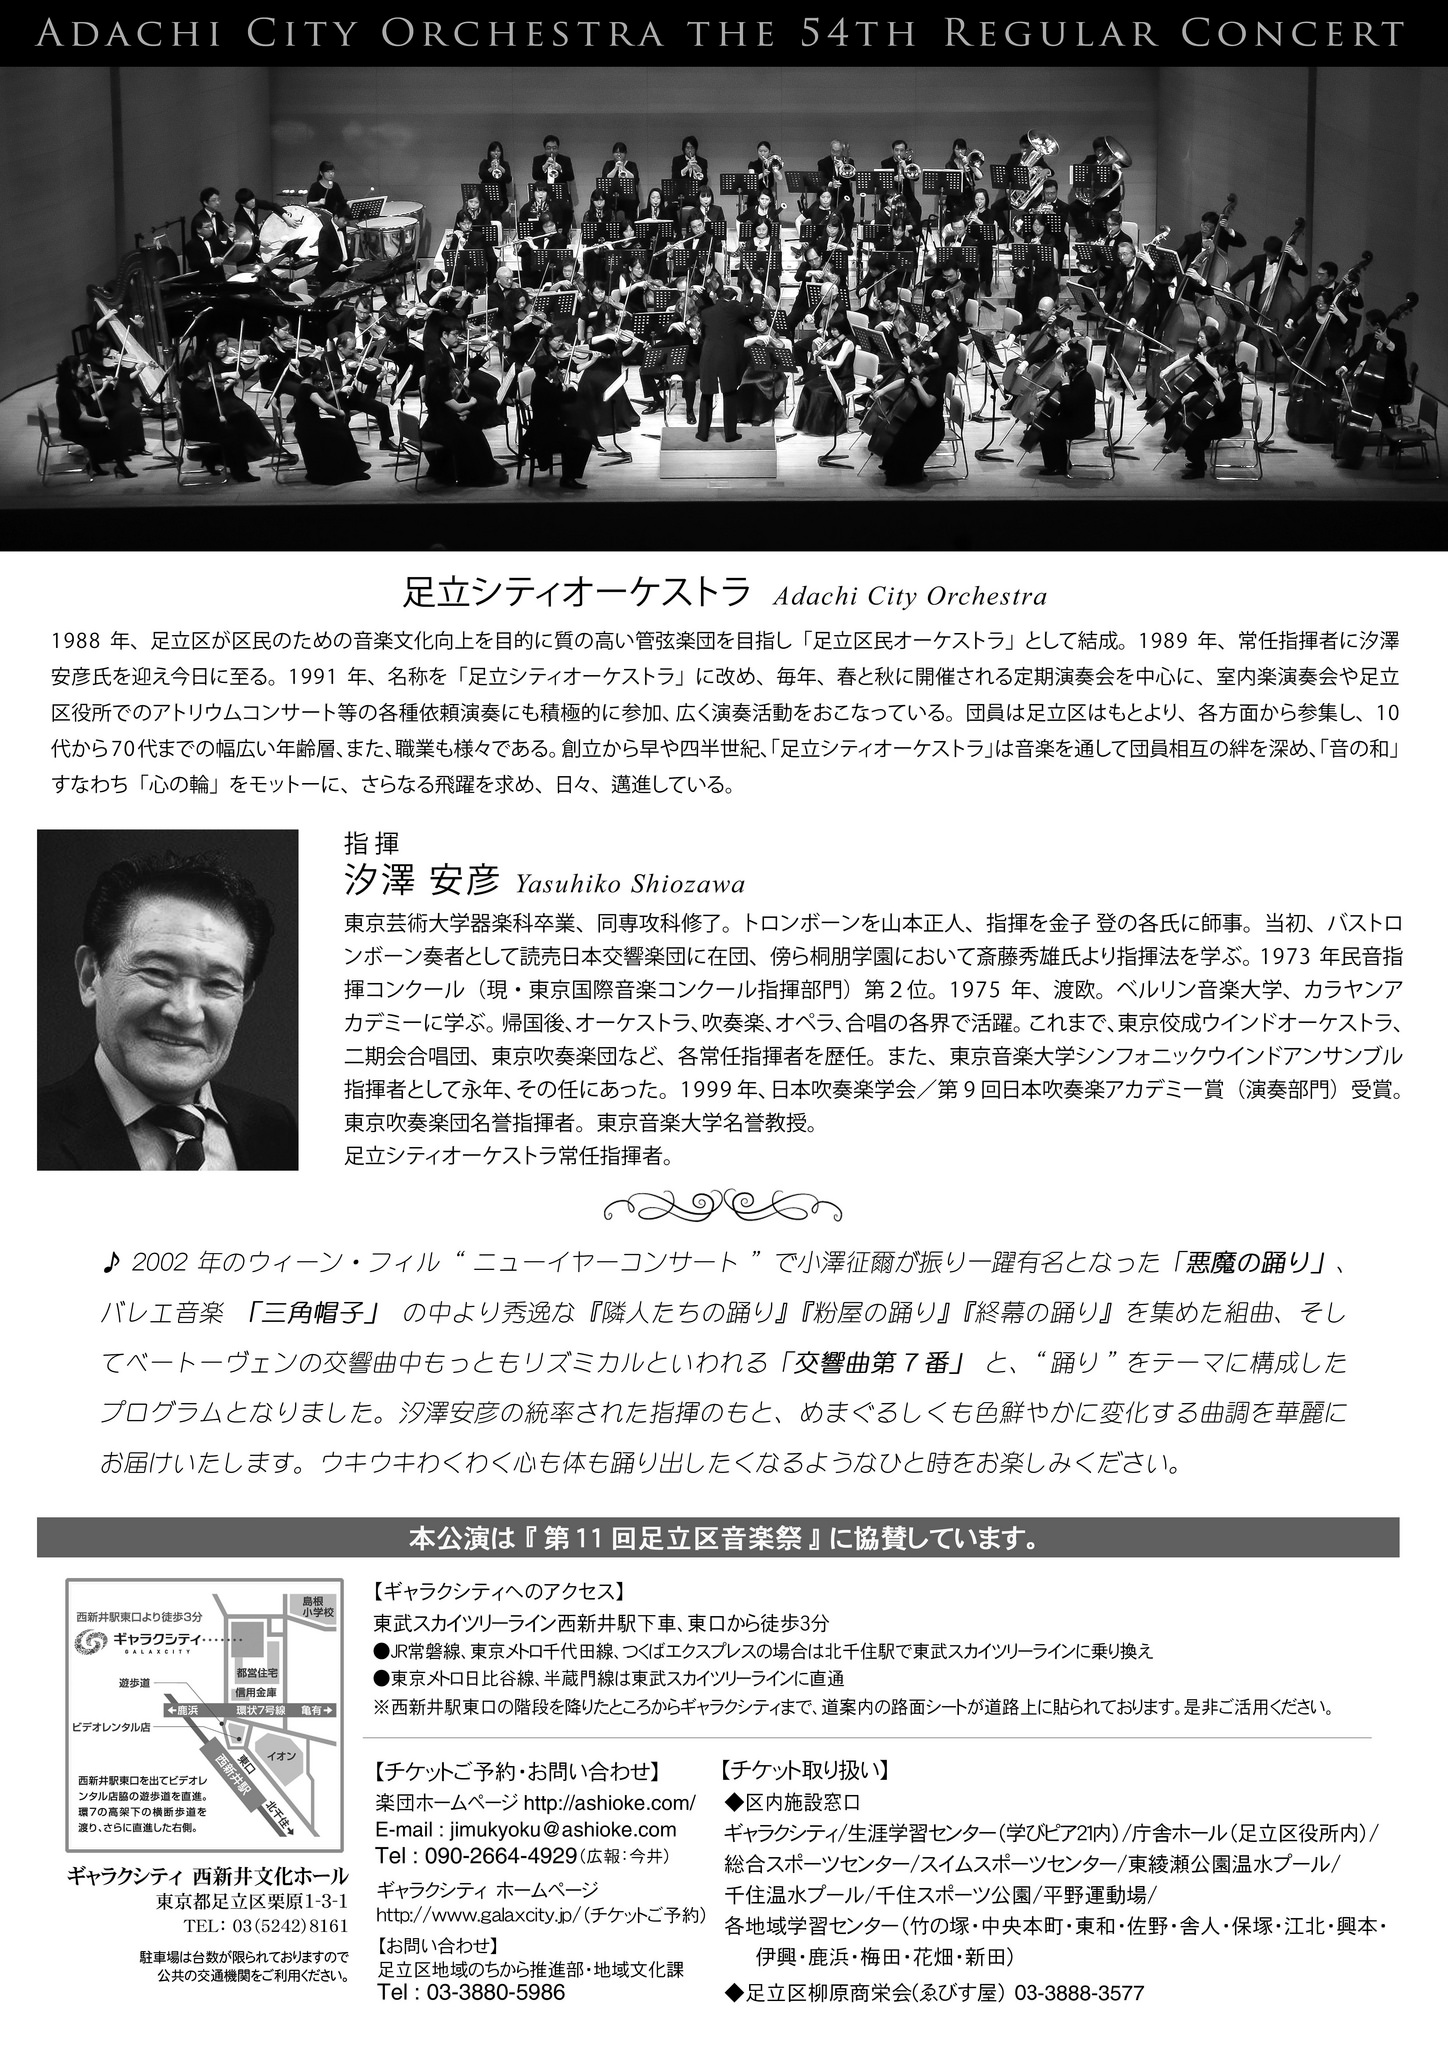 ADACHI CITY ORCHESTRA THE 54TH REGULAR CONCERT
足立シティオーケストラ Adachi City Orchestra
1988 年、足立区が区民のための音楽文化向上を目的に質の高い管弦楽団を目指し「足立区民オーケストラ」として結成。1989 年、常任指揮者に汐澤
安彦氏を迎え今日に至る。1991 年、名称を「足立シティオーケストラ」に改め、毎年、春と秋に開催される定期演奏会を中心に、室内楽演奏会や足立
区役所でのアトリウムコンサート等の各種依頼演奏にも積極的に参加、広く演奏活動をおこなっている。団員は足立区はもとより、各方面から参集し、10
代から70代までの幅広い年齢層、また、職業も様々である。創立から早や四半世紀、「足立シティオーケストラ」は音楽を通して団員相互の絆を深め、「音の和」
すなわち「心の輪」をモットーに、さらなる飛躍を求め、日々、邁進している。
指揮
汐澤 安彦 Yasuhiko Shiozawa
東京芸術大学器楽科卒業、同専攻科修了。トロンボーンを山本正人、指揮を金子 登の各氏に師事。当初、バストロ
ンボーン奏者として読売日本交響楽団に在団、傍ら桐朋学園において斎藤秀雄氏より指揮法を学ぶ。1973 年民音指
揮コンクール（現・東京国際音楽コンクール指揮部門）第２位。1975 年、渡欧。ベルリン音楽大学、カラヤンア
カデミーに学ぶ。帰国後、オーケストラ、吹奏楽、オペラ、合唱の各界で活躍。これまで、東京佼成ウインドオーケストラ、
二期会合唱団、東京吹奏楽団など、各常任指揮者を歴任。また、東京音楽大学シンフォニックウインドアンサンブル
指揮者として永年、その任にあった。1999 年、日本吹奏楽学会／第９回日本吹奏楽アカデミー賞（演奏部門）受賞。
東京吹奏楽団名誉指揮者。東京音楽大学名誉教授。
足立シティオーケストラ常任指揮者。
♪ 2002 年のウィーン・フィル “ ニューイヤーコンサート ” で小澤征爾が振り一躍有名となった「悪魔の踊り」、
バレエ音楽 「三角帽子」 の中より秀逸な『隣人たちの踊り』『粉屋の踊り』『終幕の踊り』を集めた組曲、そし
てベートーヴェンの交響曲中もっともリズミカルといわれる「交響曲第７番」 と、“踊り ” をテーマに構成した
プログラムとなりました。汐澤安彦の統率された指揮のもと、めまぐるしくも色鮮やかに変化する曲調を華麗に
お届けいたします。ウキウキわくわく心も体も踊り出したくなるようなひと時をお楽しみください。
本公演は『 第 11 回足立区音楽祭 』に協賛しています。
島根
小学校
西新井駅東口より徒歩3分
ギャラクシティ
GALAXCITY
都営住宅
遊歩道
信用金庫
←鹿浜 環状7号線 亀有→
ビデオレンタル店
イオン
東口
西新井駅
北千住
西新井駅東口を出てビデオレ
ンタル店脇の遊歩道を直進。
環7の高架下の横断歩道を
渡り、さらに直進した右側。
ギャラクシティ 西新井文化ホール
東京都足立区栗原1-3-1
TEL： 03(5242)8161
駐車場は台数が限られておりますので
公共の交通機関をご利用ください。
【ギャラクシティへのアクセス】
東武スカイツリーライン西新井駅下車、東口から徒歩3分
●JR常磐線、東京メトロ千代田線、つくばエクスプレスの場合は北千住駅で東武スカイツリーラインに乗り換え
●東京メトロ日比谷線、半蔵門線は東武スカイツリーラインに直通
※西新井駅東口の階段を降りたところからギャラクシティまで、道案内の路面シートが道路上に貼られております。是非ご活用ください。
【チケットご予約・お問い合わせ】
楽団ホームページ http://ashioke.com/
E-mail : jimukyoku@ashioke.com
Tel : 090-2664-4929（広報：今井）
ギャラクシティ ホームページ
http://www.galaxcity.jp/（チケットご予約）
【お問い合わせ】
足立区地域のちから推進部・地域文化課
Tel : 03-3880-5986
【チケット取り扱い】
◆区内施設窓口
ギャラクシティ/生涯学習センター（学びピア21内）/庁舎ホール（足立区役所内）/
総合スポーツセンター/スイムスポーツセンター/東綾瀬公園温水プール/
千住温水プール/千住スポーツ公園/平野運動場/
各地域学習センター（竹の塚・中央本町・東和・佐野・舎人・保塚・江北・興本・
伊興・鹿浜・梅田・花畑・新田）
◆足立区柳原商栄会（ゑびす屋） 03-3888-3577